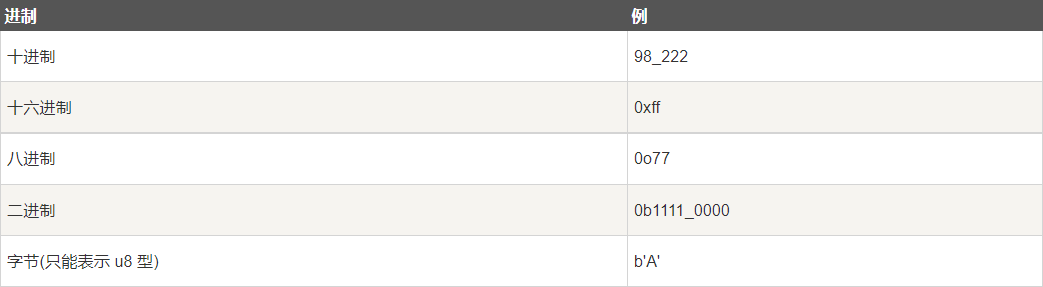 进制 例
十进制 98_222
十六进制 0xff
八进制 0o77
二进制 0b1111_0000
字节(只能表示 u8 型) b'A'